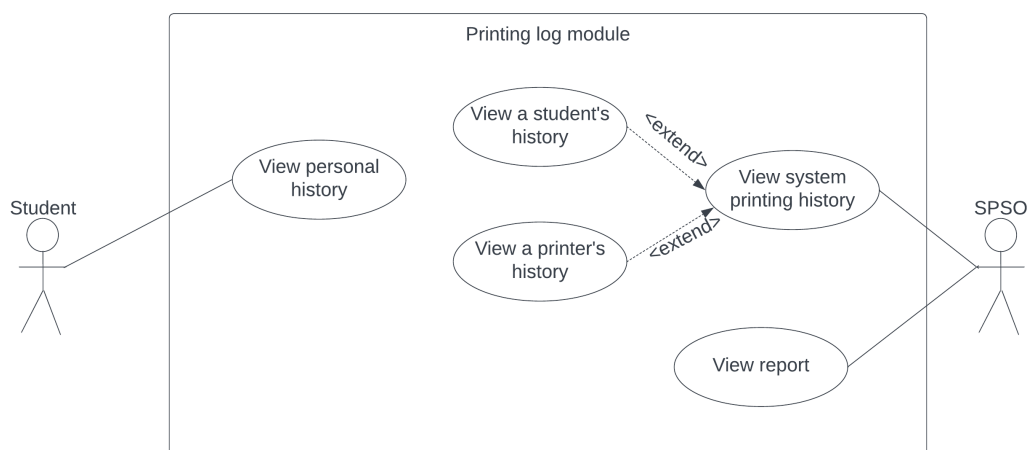 Printing log module
View a student's
history
<extend>
View personal
history
View system
printing history
Student
SPSO
View a printer's
history
<extend>
View report